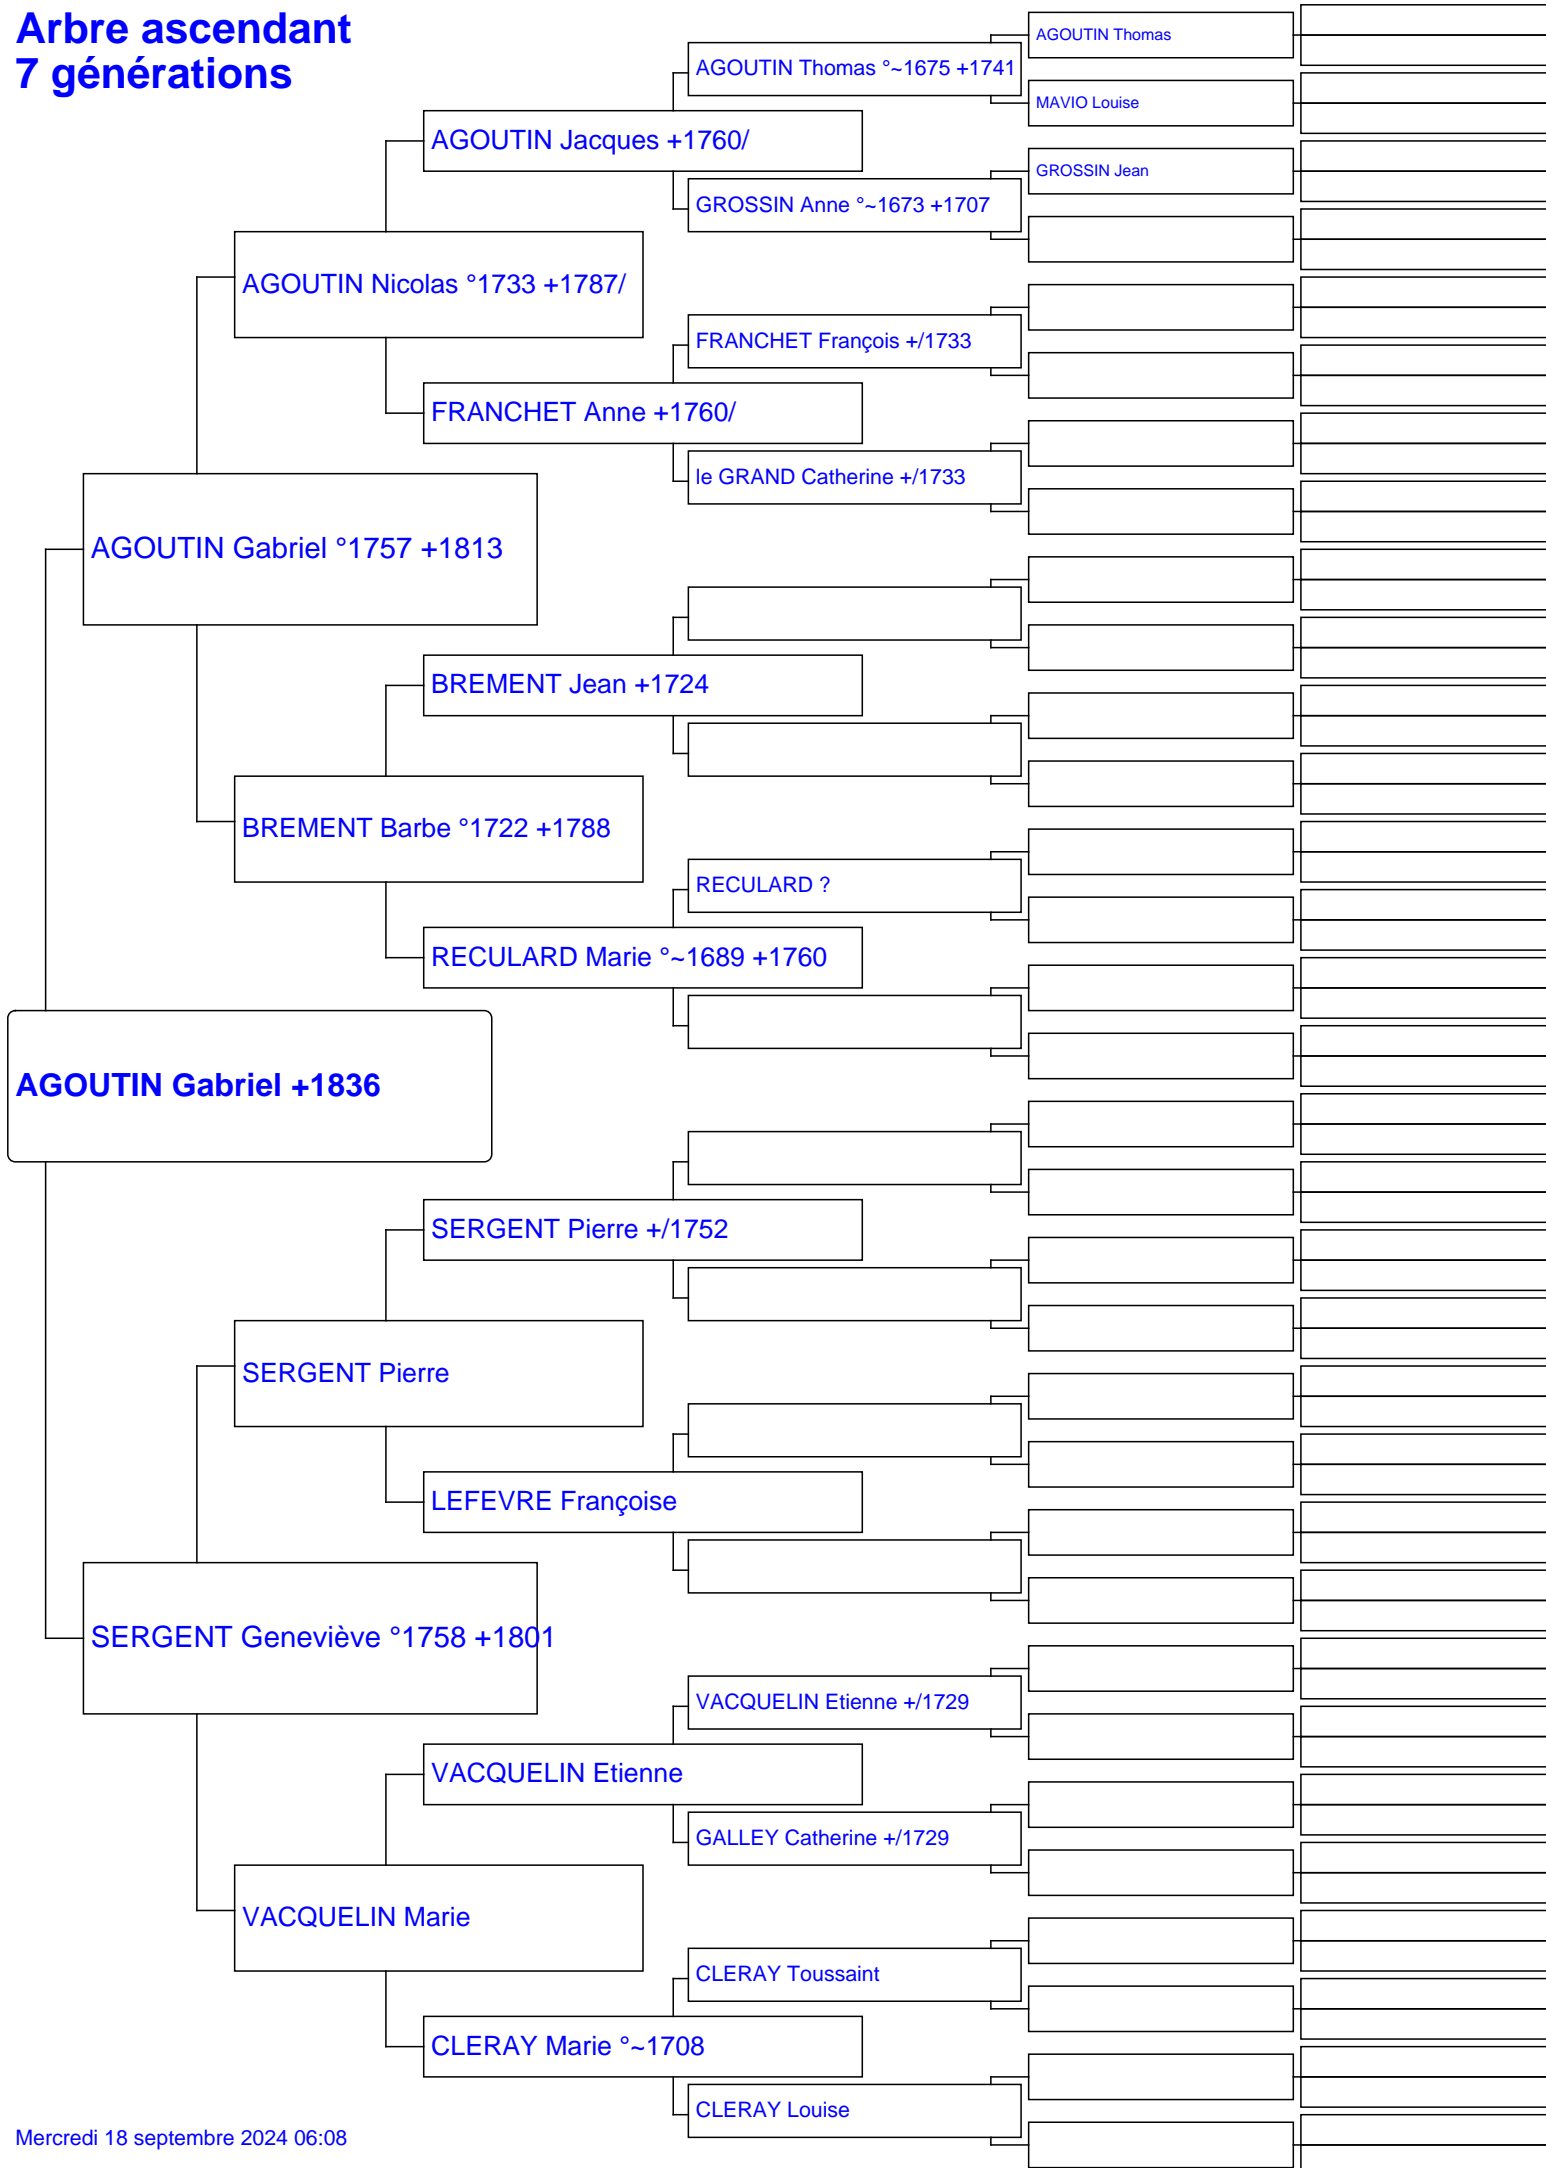 Arbre ascendant
7 générations
AGOUTIN Thomas
AGOUTIN Thomas °~1675 +1741
MAVIO Louise
AGOUTIN Jacques +1760/
GROSSIN Jean
GROSSIN Anne °~1673 +1707
AGOUTIN Nicolas °1733 +1787/
FRANCHET François +/1733
FRANCHET Anne +1760/
le GRAND Catherine +/1733
AGOUTIN Gabriel °1757 +1813
BREMENT Jean +1724
BREMENT Barbe °1722 +1788
RECULARD ?
RECULARD Marie °~1689 +1760
AGOUTIN Gabriel +1836
SERGENT Pierre +/1752
SERGENT Pierre
LEFEVRE Françoise
SERGENT Geneviève °1758 +1801
VACQUELIN Etienne +/1729
VACQUELIN Etienne
GALLEY Catherine +/1729
VACQUELIN Marie
CLERAY Toussaint
CLERAY Marie °~1708
CLERAY Louise
Mercredi 18 septembre 2024 06:08